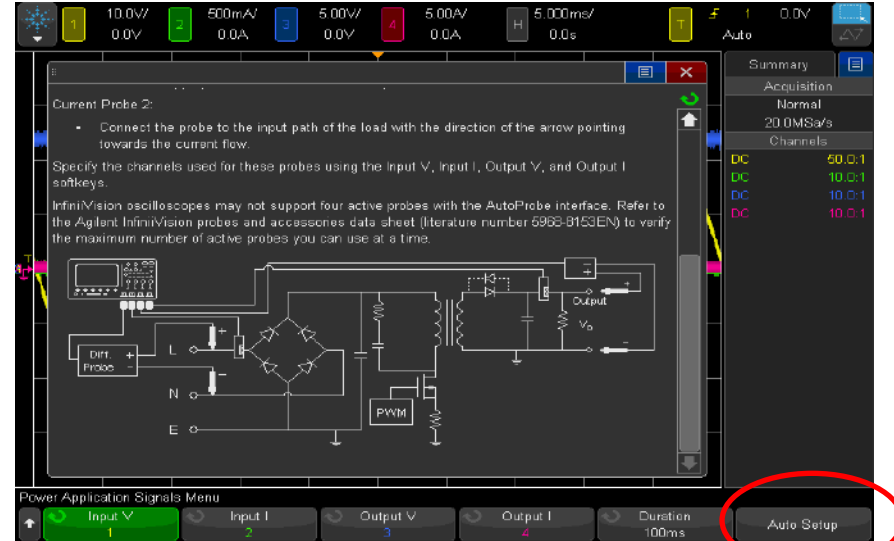 1 10.0V/ 2 500mA/ 3 5.00V/ 4 5.00A/ H 5.000ms/ T 1 0.0V
0.0V 0.0A 0.0V 0.0A 0.0s Auto
Summary
Acquisition
Normal
20.0MSa/s
Channels
DC 50.0:1
DC 10.0:1
DC 10.0:1
DC 10.0:1
Current Probe 2:
- Connect the probe to the input path of the load with the direction of the arrow pointing
towards the current flow.
Specify the channels used for these probes using the Input V, Input I, Output V, and Output I
softkeys.
InfiniiVision oscilloscopes may not support four active probes with the AutoProbe interface. Refer to
the Agilent InfiniiVision probes and accessories data sheet (literature number 5968-8153EN) to verify
the maximum number of active probes you can use at a time.
+
−
+
Output
Vo
−
Diff. +
Probe −
+
L
−
N
E
PWM
T
Power Application Signals Menu
Input V Input I Output V Output I Duration Auto Setup
1 2 3 4 100ms